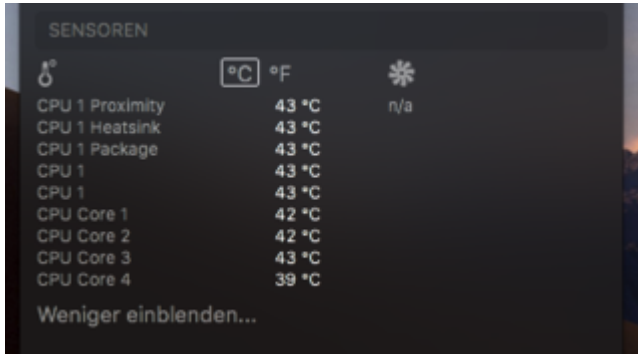 SENSOREN
°C °F
CPU 1 Proximity 43 °C n/a
CPU 1 Heatsink 43 °C
CPU 1 Package 43 °C
CPU 1 43 °C
CPU 1 43 °C
CPU Core 1 42 °C
CPU Core 2 42 °C
CPU Core 3 43 °C
CPU Core 4 39 °C
Weniger einblenden...